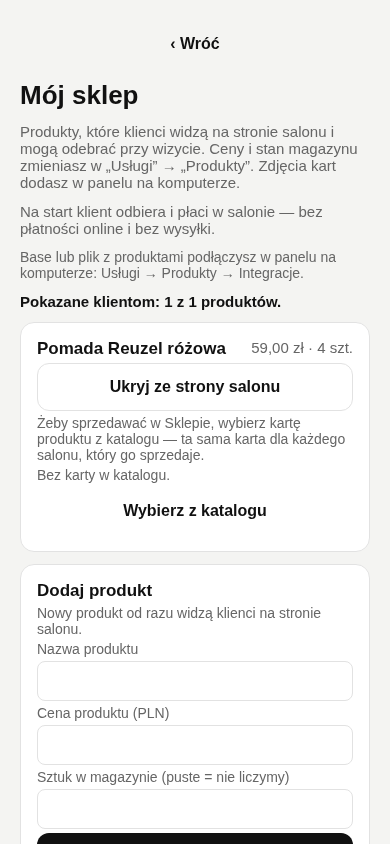 ‹ Wróć
Mój sklep
Produkty, które klienci widzą na stronie salonu i
mogą odebrać przy wizycie. Ceny i stan magazynu
zmieniasz w „Usługi" → „Produkty". Zdjęcia kart
dodasz w panelu na komputerze.
Na start klient odbiera i płaci w salonie — bez
płatności online i bez wysyłki.
Base lub plik z produktami podłączysz w panelu na
komputerze: Usługi → Produkty → Integracje.
Pokazane klientom: 1 z 1 produktów.
Pomada Reuzel różowa 59,00 zł · 4 szt.
Ukryj ze strony salonu
Żeby sprzedawać w Sklepie, wybierz kartę
produktu z katalogu — ta sama karta dla każdego
salonu, który go sprzedaje.
Bez karty w katalogu.
Wybierz z katalogu
Dodaj produkt
Nowy produkt od razu widzą klienci na stronie
salonu.
Nazwa produktu
Cena produktu (PLN)
Sztuk w magazynie (puste = nie liczymy)